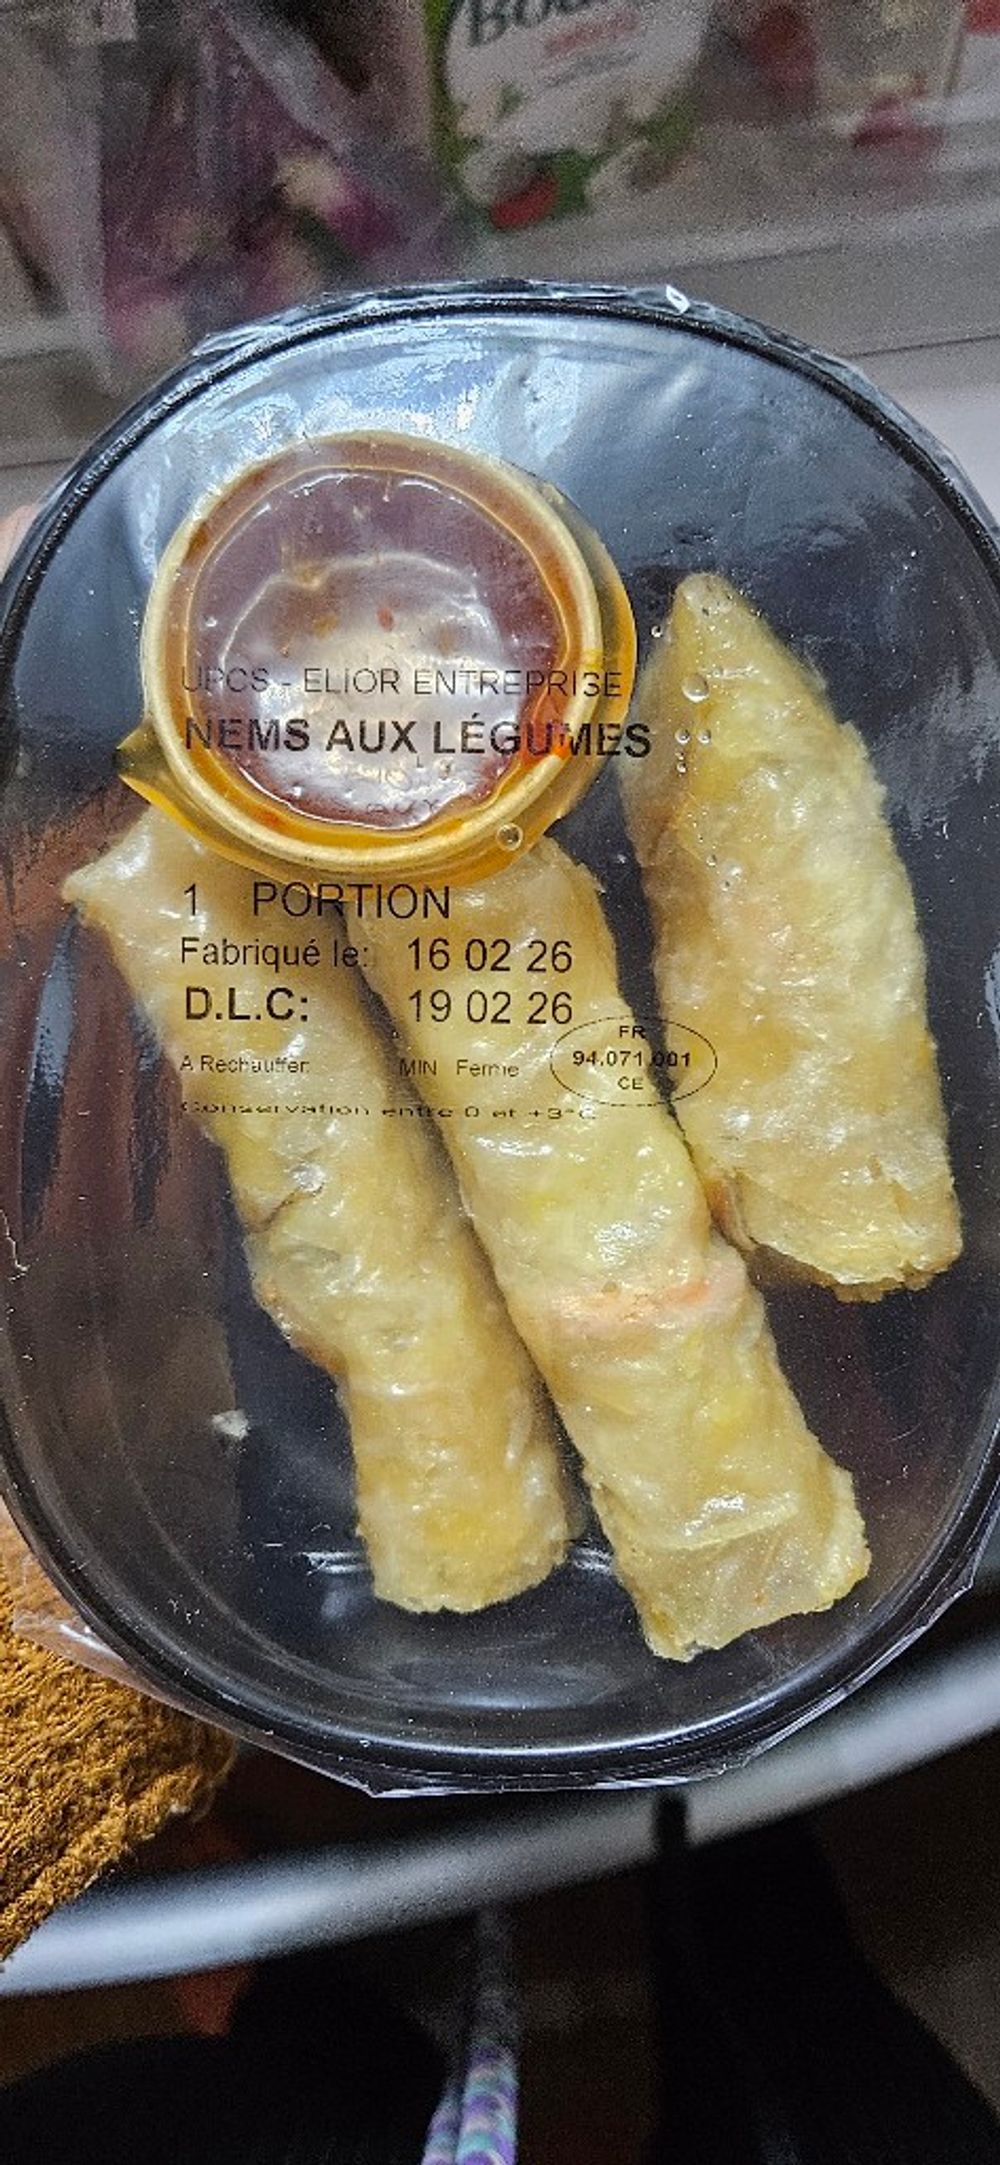 UPCS - ELIOR ENTREPRISE
NEMS AUX LÉGUMES
1 PORTION
Fabriqué le: 16 02 26
D.L.C: 19 02 26
A Rechauffer: MIN Ferme
FR
94.071.001
CE
Conservation entre 0 et +3°C